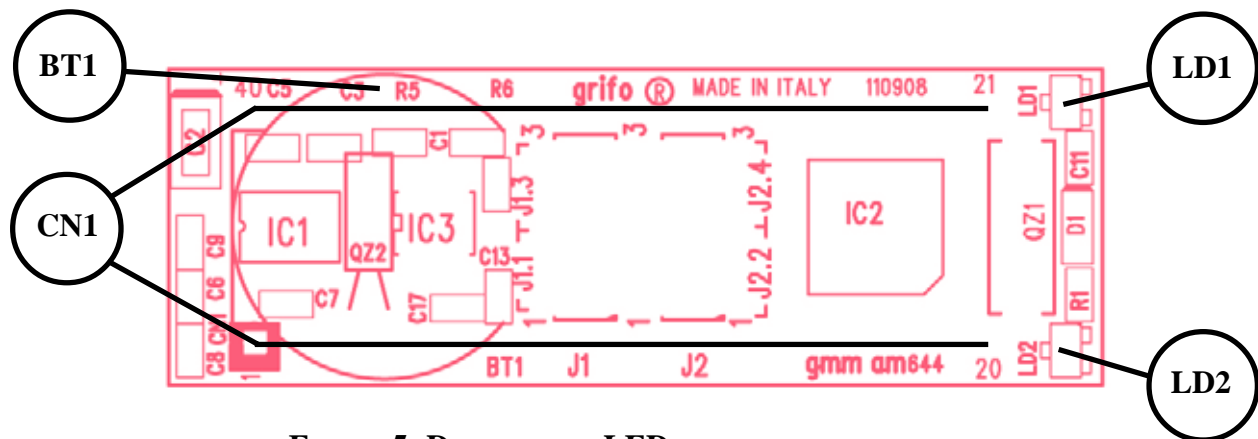 BT1
LD1
CN1
LD2
40 C5 C3 R5 R6 grifo ® MADE IN ITALY 110908 21
LD1
C2
C1
3 3 3
J1.3
J2.4
C11
IC1
QZ2
IC3
IC2
QZ1
D1
C9
C13
J1.1
J2.2
C6
C7
C17
R1
CN1
1 1 1
C8
1
BT1 J1 J2 gmm am644 20
LD2